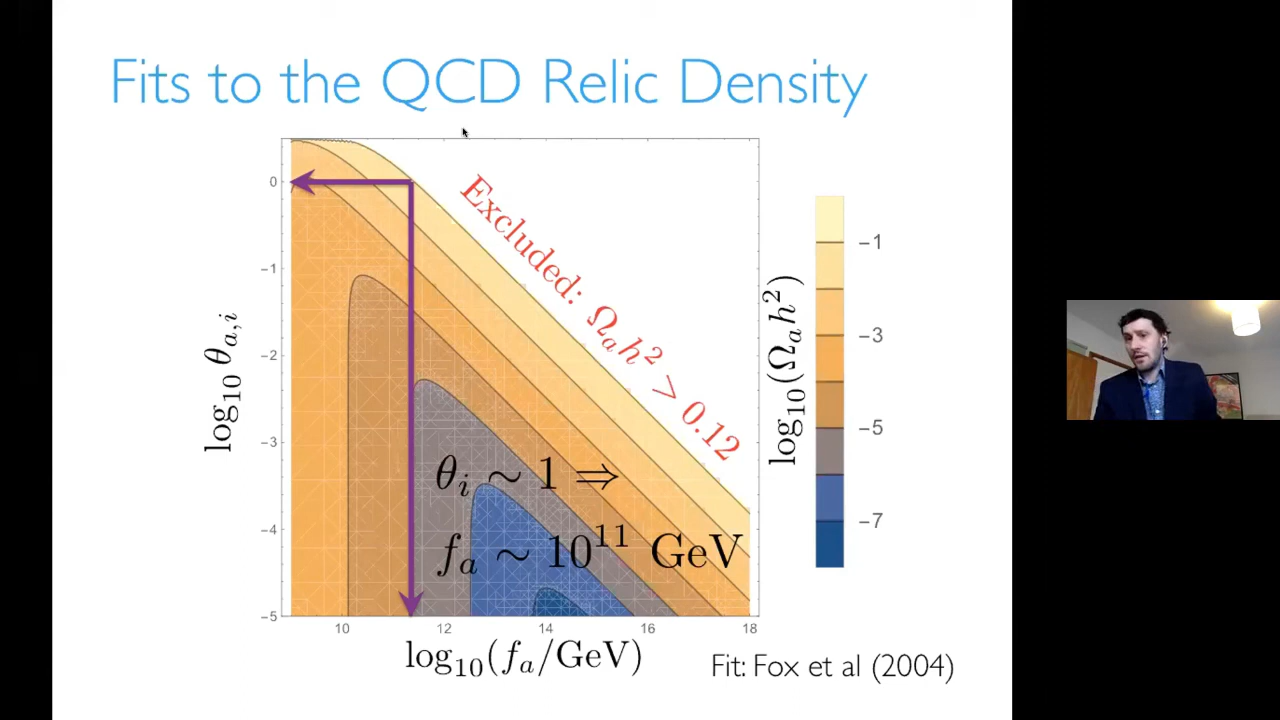 Fits to the QCD Relic Density
Excluded: Ωₐh² > 0.12
log₁₀ θₐ,ᵢ
0
−1
−2
−3
−4
−5
θᵢ ∼ 1 ⇒
fₐ ∼ 10¹¹ GeV
10
12
14
16
18
log₁₀(fₐ/GeV)
log₁₀(Ωₐh²)
−1
−3
−5
−7
Fit: Fox et al (2004)